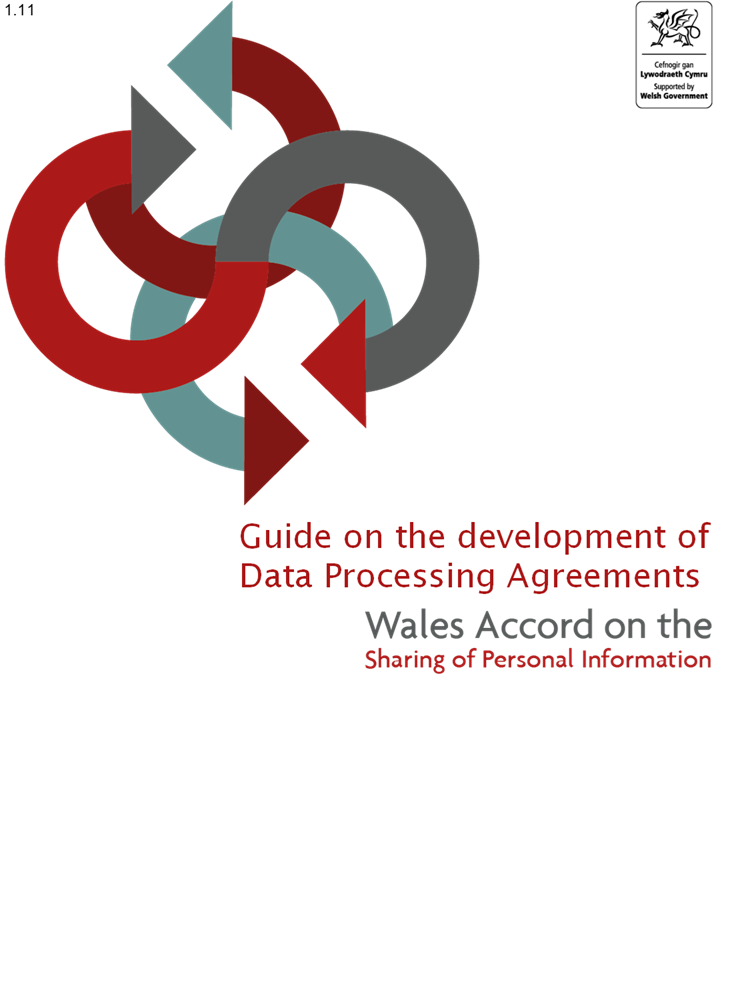 1.11
Cefnogir gan
Lywodraeth Cymru
Supported by
Welsh Government
Guide on the development of
Data Processing Agreements
Wales Accord on the
Sharing of Personal Information